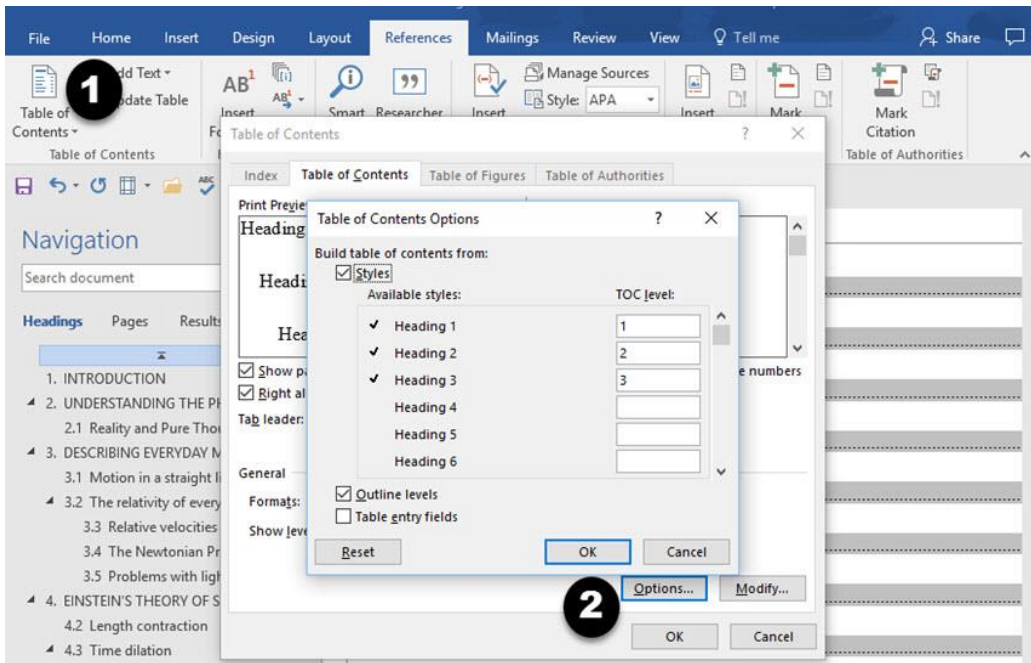 File Home Insert Design Layout References Mailings Review View Tell me Share
1
dd Text
pdate Table
Table of
Contents
Table of Contents
AB1
AB
Insert
Fo
Smart
Researcher
Insert
Manage Sources
Style: APA
Insert
Mark
Mark
Citation
Table of Authorities
Table of Contents ? ×
Index Table of Contents Table of Figures Table of Authorities
Print Previe
Heading
Headi
Hea
Show p
e numbers
Right al
Tab leader:
General
Formats:
Show leve
Options... Modify...
OK Cancel
Table of Contents Options ? ×
Build table of contents from:
Styles
Available styles: TOC level:
Heading 1 1
Heading 2 2
Heading 3 3
Heading 4
Heading 5
Heading 6
Outline levels
Table entry fields
Reset OK Cancel
2
ABC
Navigation
Search document
Headings Pages Results
1. INTRODUCTION
2. UNDERSTANDING THE PH
2.1 Reality and Pure Thou
3. DESCRIBING EVERYDAY M
3.1 Motion in a straight li
3.2 The relativity of every
3.3 Relative velocities
3.4 The Newtonian Pr
3.5 Problems with ligh
4. EINSTEIN'S THEORY OF S
4.2 Length contraction
4.3 Time dilation